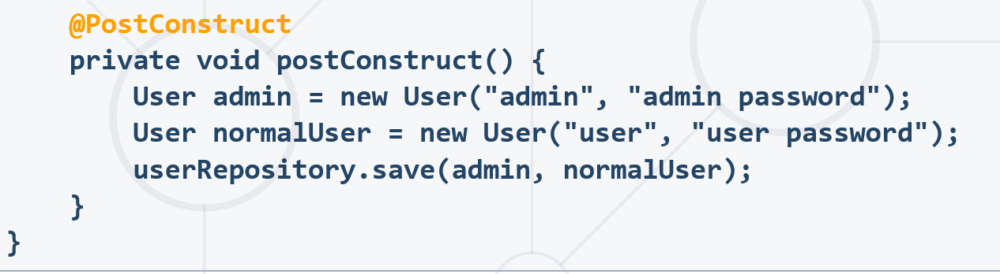 @PostConstruct
private void postConstruct() {
User admin = new User("admin", "admin password");
User normalUser = new User("user", "user password");
userRepository.save(admin, normalUser);
}
}